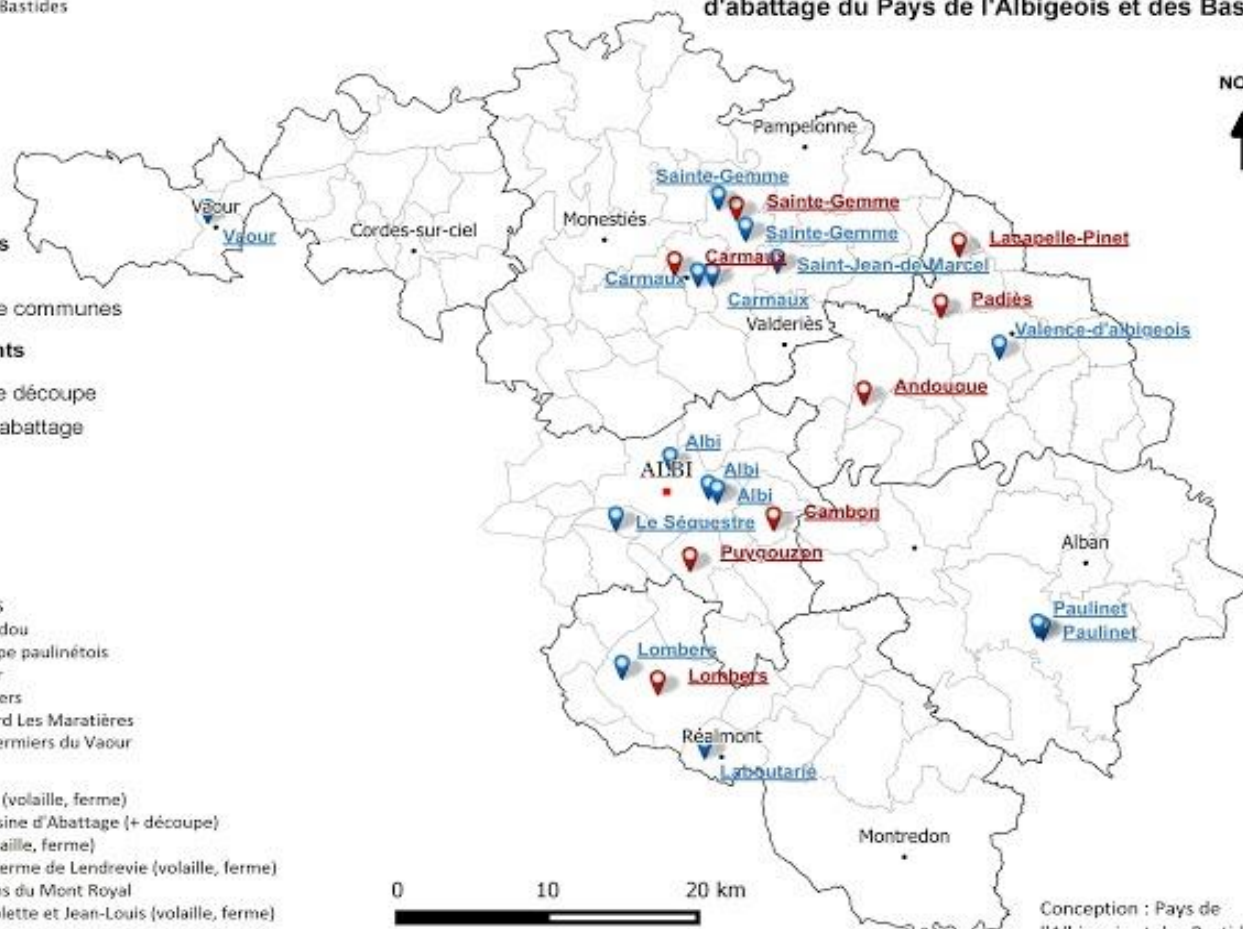 Bastides
d'abattage du Pays de l'Albigeois et des Bas
NO
Pampelonne
Sainte-Gemme
Sainte-Gemme
Sainte-Gemme
Vaour
Vaour
Cordes-sur-ciel
Monestiés
Lacapelle-Pinet
Carmaux
Saint-Jean-de-Marcel
Carmaux
Carmaux
Padiès
Valderiès
Valence-d'albigeois
Andouque
s
e communes
nts
e découpe
abattage
Albi
ALBI
Albi
Albi
Le Séquestre
Cambon
Puygouzon
Alban
Paulinet
Paulinet
Lombers
Lombers
Réalmont
Laboutarié
Montredon
s
dou
pe paulinétois
r
ers
rd Les Maratières
ermiers du Vaour
(volaille, ferme)
sine d'Abattage (+ découpe)
aille, ferme)
erme de Lendrevie (volaille, ferme)
us du Mont Royal
lette et Jean-Louis (volaille, ferme)
0 10 20 km
Conception : Pays de